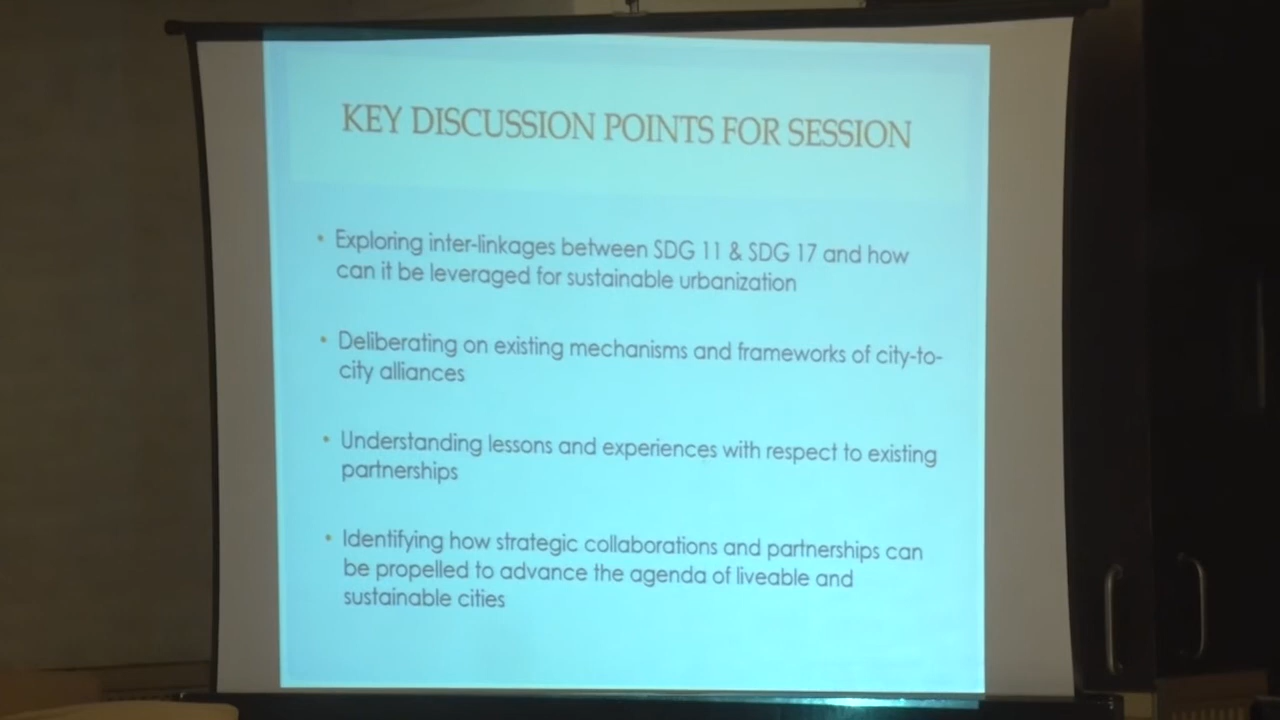 KEY DISCUSSION POINTS FOR SESSION
• Exploring inter-linkages between SDG 11 & SDG 17 and how
can it be leveraged for sustainable urbanization
• Deliberating on existing mechanisms and frameworks of city-to-
city alliances
• Understanding lessons and experiences with respect to existing
partnerships
• Identifying how strategic collaborations and partnerships can
be propelled to advance the agenda of liveable and
sustainable cities